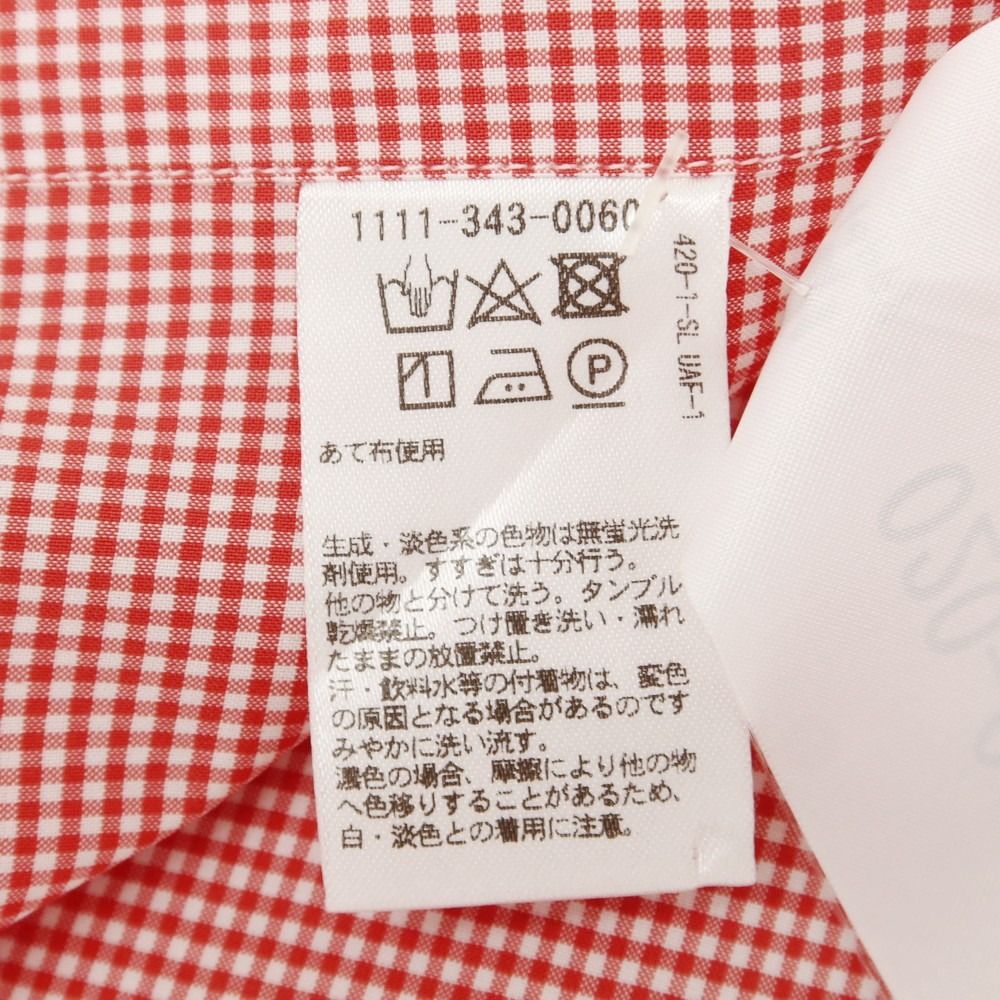 1111-343-0060
420-1-SL UAF-1
P
あて布使用
生成・淡色系の色物は無蛍光洗
剤使用。すすぎは十分行う。
他の物と分けて洗う。タンブル
乾燥禁止。つけ置き洗い・濡れ
たままの放置禁止。
汗・飲料水等の付着物は、変色
の原因となる場合があるのです
みやかに洗い流す。
濃色の場合、摩擦により他の物
へ色移りすることがあるため、
白・淡色との着用に注意。